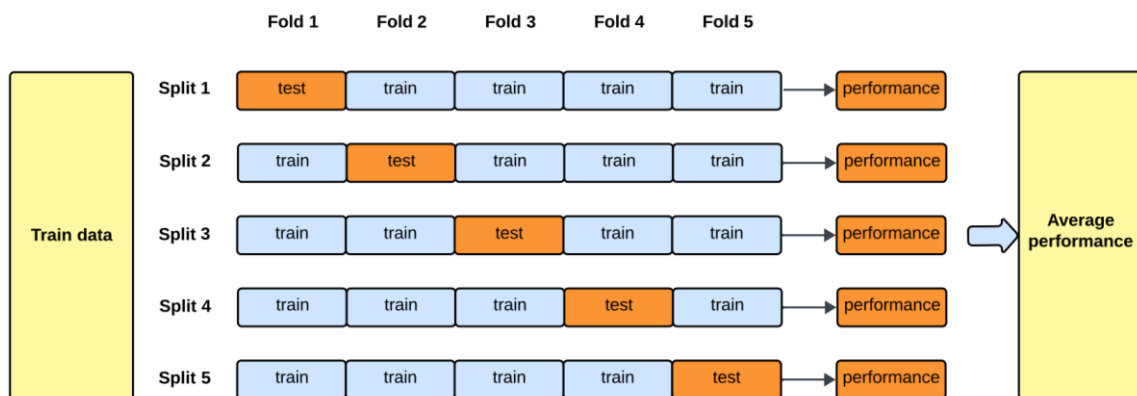 Fold 1 Fold 2 Fold 3 Fold 4 Fold 5
Split 1 test train train train train performance
Split 2 train test train train train performance
Train data Split 3 train train test train train performance Average performance
Split 4 train train train test train performance
Split 5 train train train train test performance